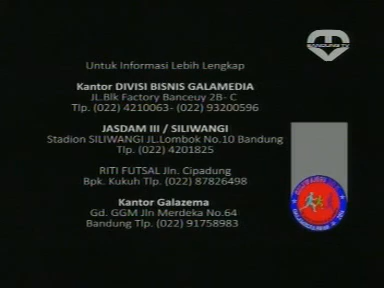 BANDUNG TV
Untuk Informasi Lebih Lengkap
Kantor DIVISI BISNIS GALAMEDIA
JL.Blk Factory Banceuy 2B- C
Tlp. (022) 4210063- (022) 93200596
JASDAM III / SILIWANGI
Stadion SILIWANGI JL.Lombok No.10 Bandung
Tlp. (022) 4201825
RITI FUTSAL Jln. Cipadung
Bpk. Kukuh Tlp. (022) 87826498
Kantor Galazema
Gd. GGM Jln Merdeka No.64
Bandung Tlp. (022) 91758983